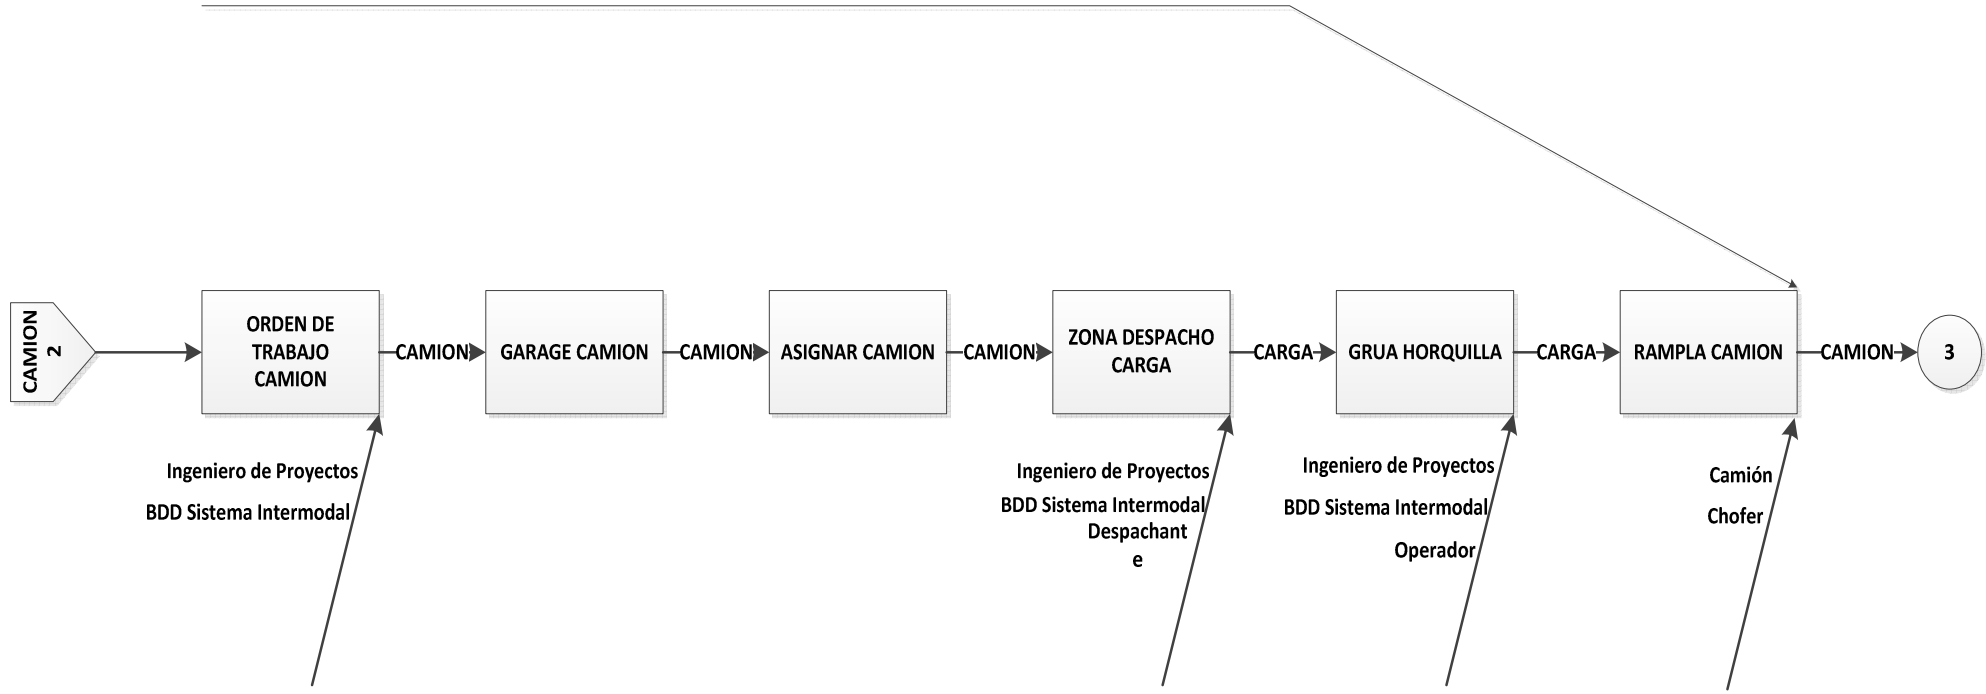 CAMION
2
ORDEN DE
TRABAJO
CAMION
CAMION
GARAGE CAMION
CAMION
ASIGNAR CAMION
CAMION
ZONA DESPACHO
CARGA
CARGA
GRUA HORQUILLA
CARGA
RAMPLA CAMION
CAMION
3
Ingeniero de Proyectos
BDD Sistema Intermodal
Ingeniero de Proyectos
BDD Sistema Intermodal
Despachant
e
Ingeniero de Proyectos
BDD Sistema Intermodal
Operador
Camión
Chofer